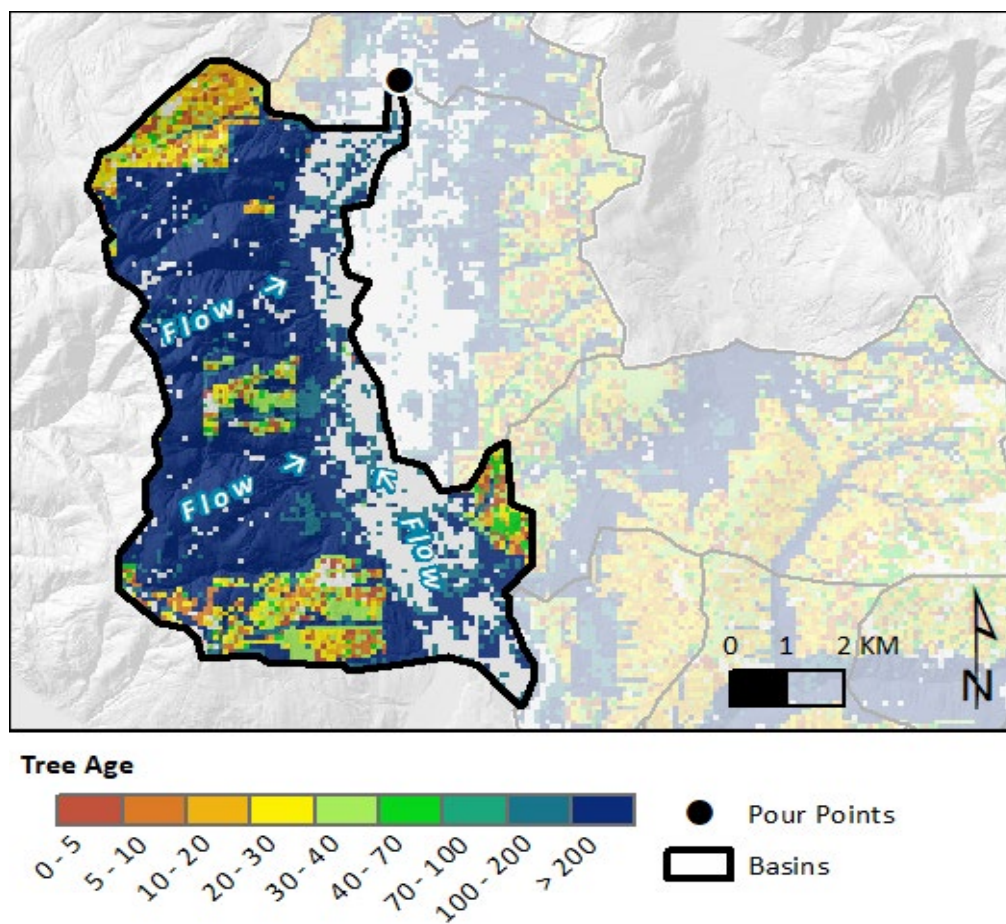 Flow
Flow
Flow
0 1 2 KM
N
Tree Age
0 - 5
5 - 10
10 - 20
20 - 30
30 - 40
40 - 70
70 - 100
100 - 200
> 200
Pour Points
Basins